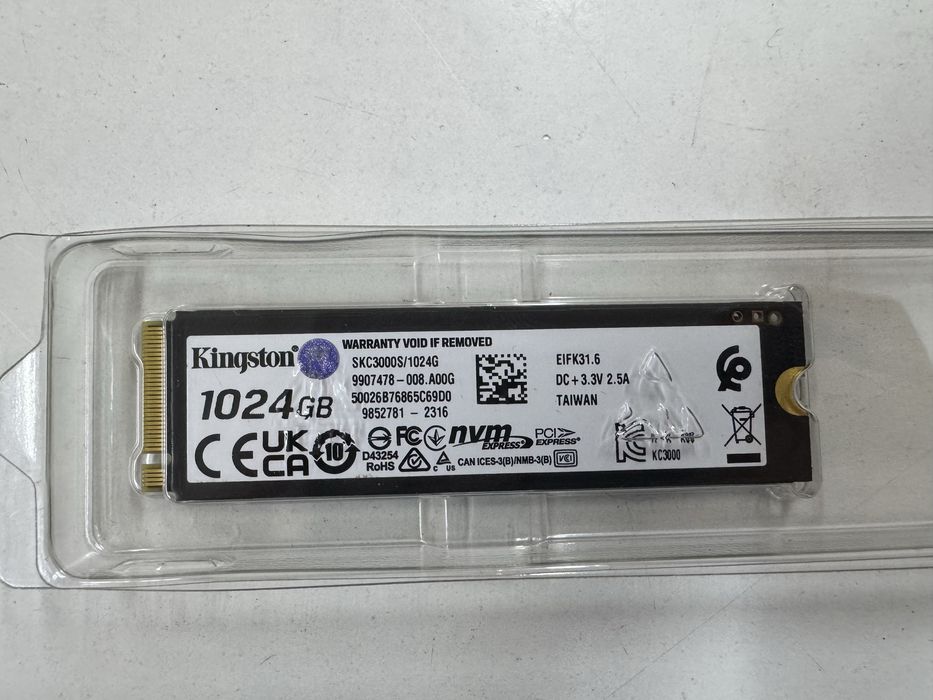 WARRANTY VOID IF REMOVED
Kingston®
1024GB
SKC3000S/1024G
9907478-008.A00G
50026B76865C69D0
9852781 - 2316
EIFK31.6
DC+3.3V 2.5A
TAIWAN
CE UK CA 10
D43254
RoHS
FC
nvm EXPRESS®
PCI EXPRESS®
C US
CAN ICES-3(B)/NMB-3(B)
VCI
KC3000